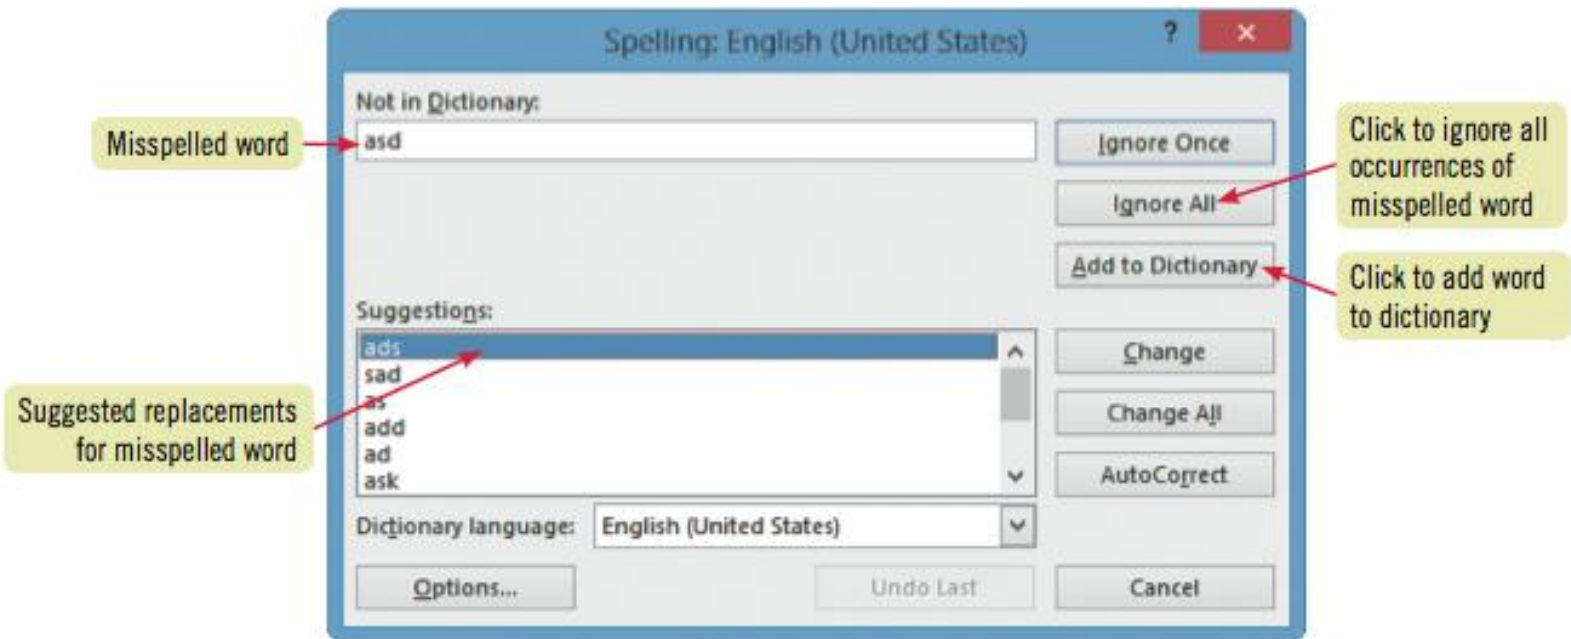 Spelling: English (United States)
?
×
Not in Dictionary:
Misspelled word
asd
Ignore Once
Click to ignore all
occurrences of
misspelled word
Ignore All
Add to Dictionary
Click to add word
to dictionary
Suggestions:
ads
sad
as
add
ad
ask
Suggested replacements
for misspelled word
Change
Change All
AutoCorrect
Dictionary language:
English (United States)
Options...
Undo Last
Cancel